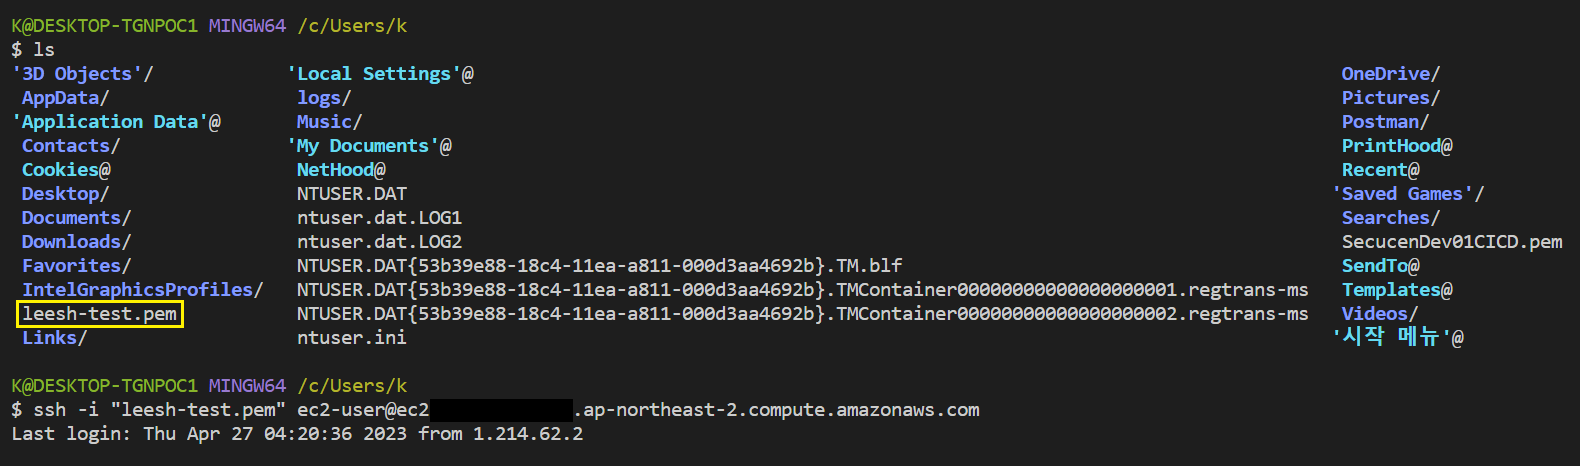 K@DESKTOP-TGNPOC1 MINGW64 /c/Users/k
$ ls
'3D Objects'/ 'Local Settings'@ OneDrive/
AppData/ logs/ Pictures/
'Application Data'@ Music/ Postman/
Contacts/ 'My Documents'@ PrintHood@
Cookies@ NetHood@ Recent@
Desktop/ NTUSER.DAT 'Saved Games'/
Documents/ ntuser.dat.LOG1 Searches/
Downloads/ ntuser.dat.LOG2 SecucenDev01CICD.pem
Favorites/ NTUSER.DAT{53b39e88-18c4-11ea-a811-000d3aa4692b}.TM.blf SendTo@
IntelGraphicsProfiles/ NTUSER.DAT{53b39e88-18c4-11ea-a811-000d3aa4692b}.TMContainer00000000000000000001.regtrans-ms Templates@
leesh-test.pem NTUSER.DAT{53b39e88-18c4-11ea-a811-000d3aa4692b}.TMContainer00000000000000000002.regtrans-ms Videos/
Links/ ntuser.ini '시작 메뉴'@
K@DESKTOP-TGNPOC1 MINGW64 /c/Users/k
$ ssh -i "leesh-test.pem" ec2-user@ec2 .ap-northeast-2.compute.amazonaws.com
Last login: Thu Apr 27 04:20:36 2023 from 1.214.62.2